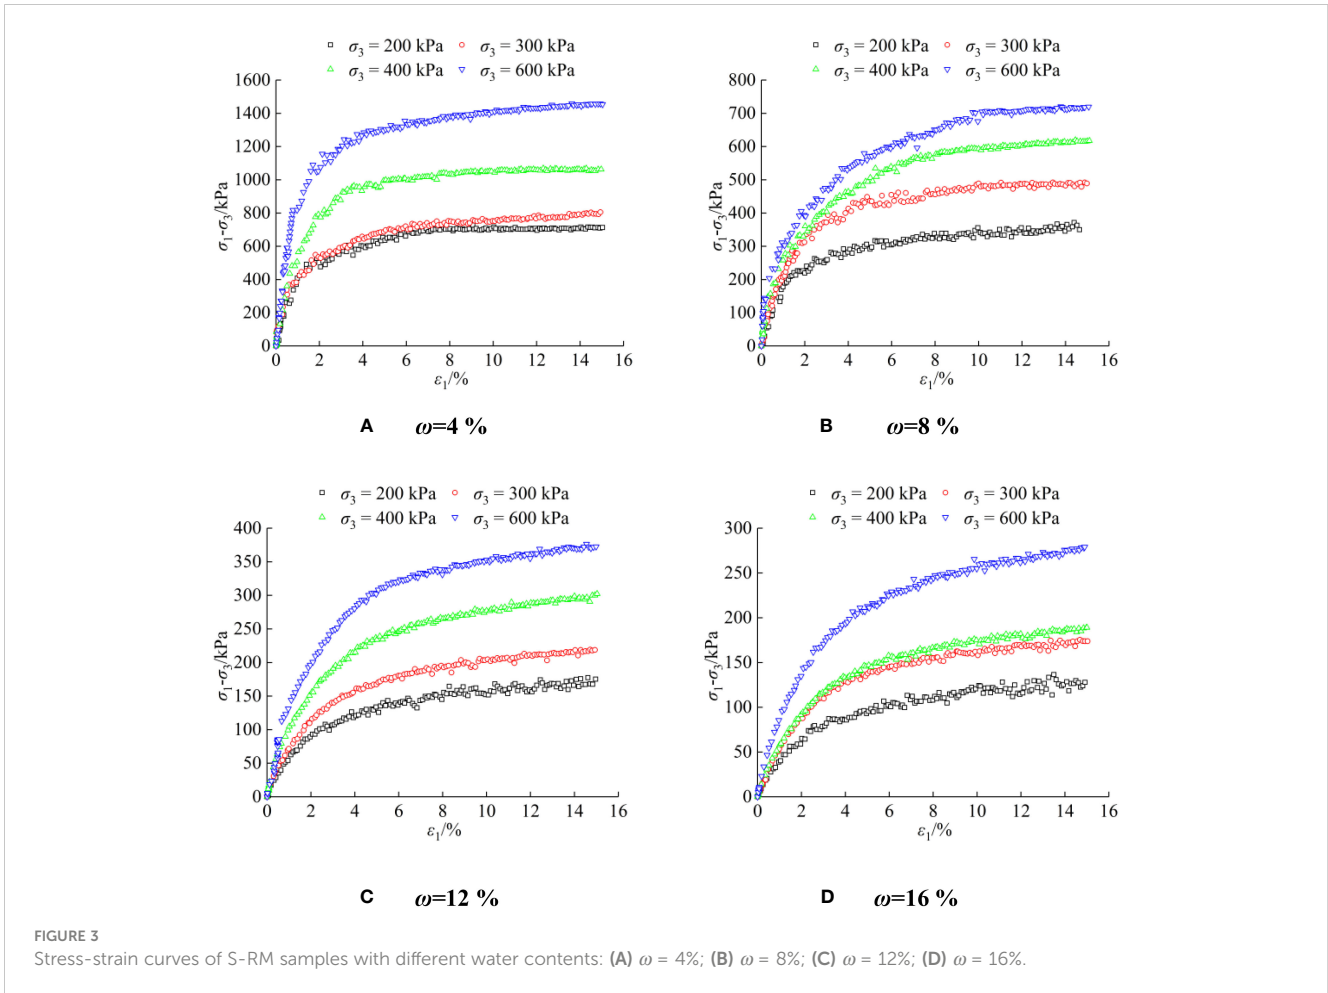 σ3 = 200 kPa σ3 = 300 kPa
σ3 = 400 kPa σ3 = 600 kPa
1600
1400
1200
1000
800
600
400
200
0
σ1-σ3/kPa
0 2 4 6 8 10 12 14 16
ε1/%
A ω=4 %
σ3 = 200 kPa σ3 = 300 kPa
σ3 = 400 kPa σ3 = 600 kPa
800
700
600
500
400
300
200
100
0
σ1-σ3/kPa
0 2 4 6 8 10 12 14 16
ε1/%
B ω=8 %
σ3 = 200 kPa σ3 = 300 kPa
σ3 = 400 kPa σ3 = 600 kPa
400
350
300
250
200
150
100
50
0
σ1-σ3/kPa
0 2 4 6 8 10 12 14 16
ε1/%
C ω=12 %
σ3 = 200 kPa σ3 = 300 kPa
σ3 = 400 kPa σ3 = 600 kPa
300
250
200
150
100
50
0
σ1-σ3/kPa
0 2 4 6 8 10 12 14 16
ε1/%
D ω=16 %
FIGURE 3
Stress-strain curves of S-RM samples with different water contents: (A) ω = 4%; (B) ω = 8%; (C) ω = 12%; (D) ω = 16%.